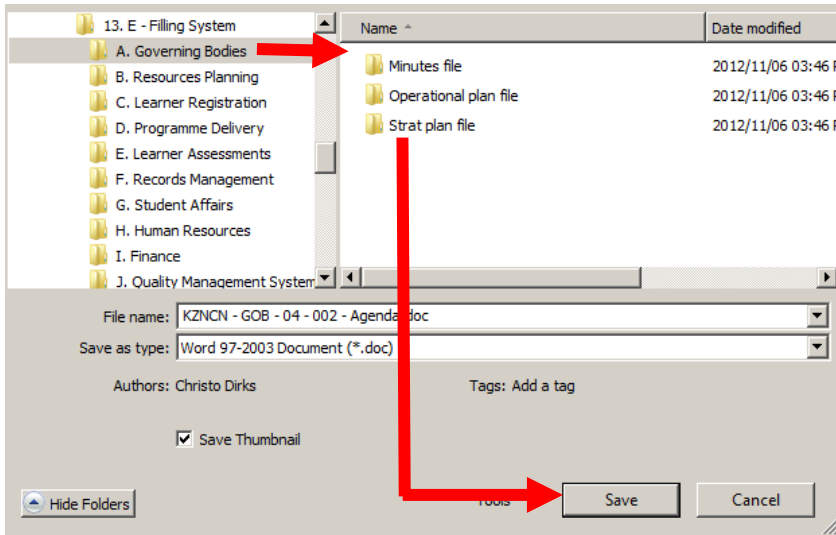 13. E - Filling System
A. Governing Bodies
B. Resources Planning
C. Learner Registration
D. Programme Delivery
E. Learner Assessments
F. Records Management
G. Student Affairs
H. Human Resources
I. Finance
J. Quality Management System
Name Date modified
Minutes file 2012/11/06 03:46
Operational plan file 2012/11/06 03:46
Strat plan file 2012/11/06 03:46
File name: KZNCN - GOB - 04 - 002 - Agenda doc
Save as type: Word 97-2003 Document (*.doc)
Authors: Christo Dirks Tags: Add a tag
Save Thumbnail
Hide Folders Tools Save Cancel